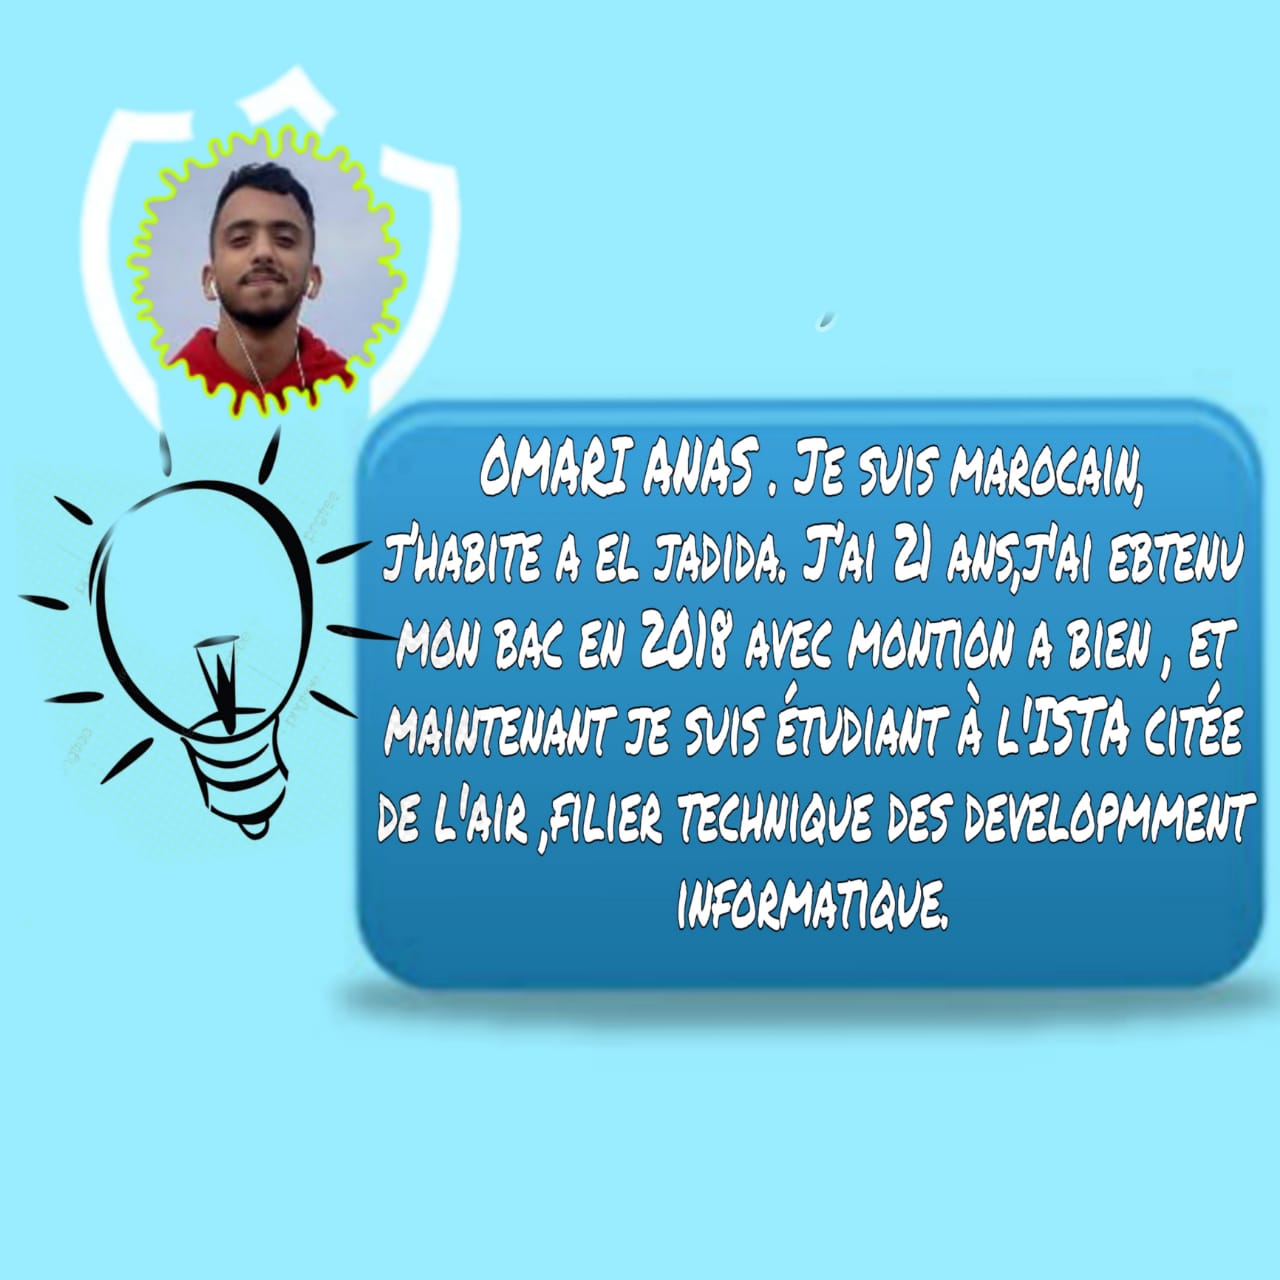 OMARI ANAS . Je suis marocain,
j'habite a el jadida. J'ai 21 ans,j'ai ebtenu
mon bac en 2018 avec montion a bien , et
maintenant je suis étudiant à l'ISTA citée
de l'air ,filier technique des developmment
informatique.
pngtree